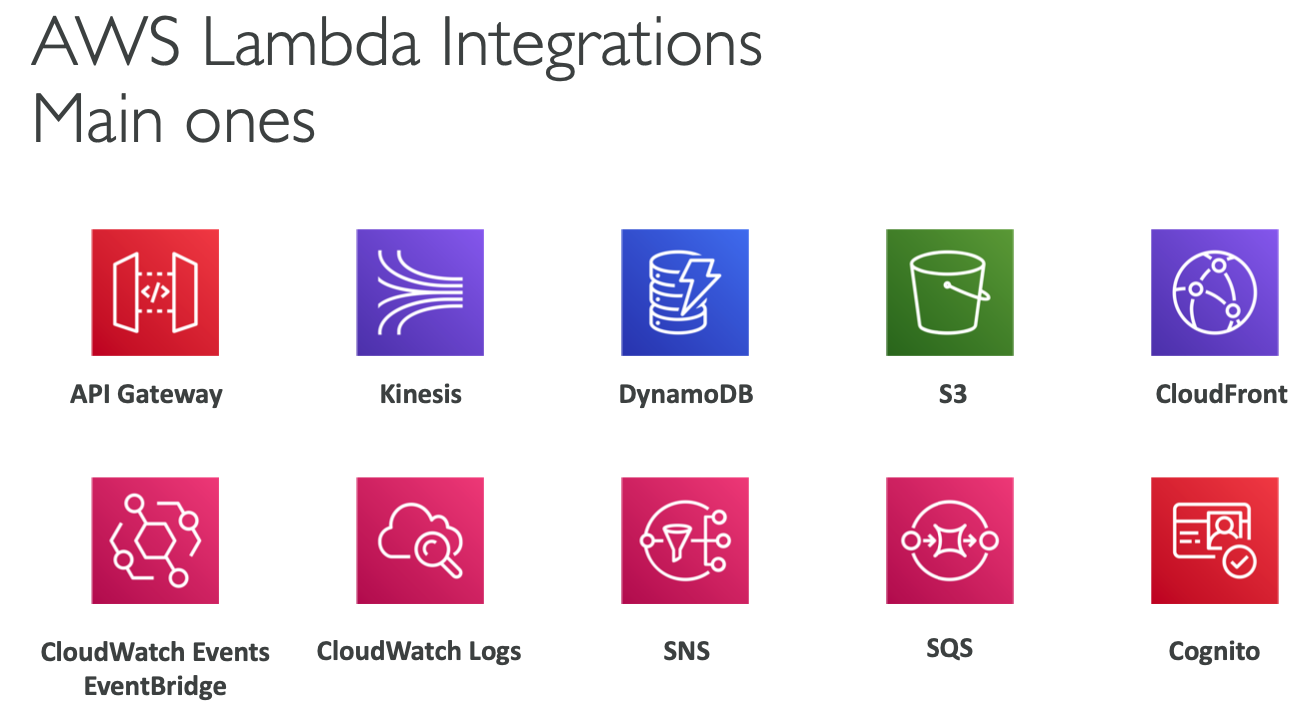 AWS Lambda Integrations
Main ones
</>
API Gateway
Kinesis
DynamoDB
S3
CloudFront
CloudWatch Events
EventBridge
CloudWatch Logs
SNS
SQS
Cognito